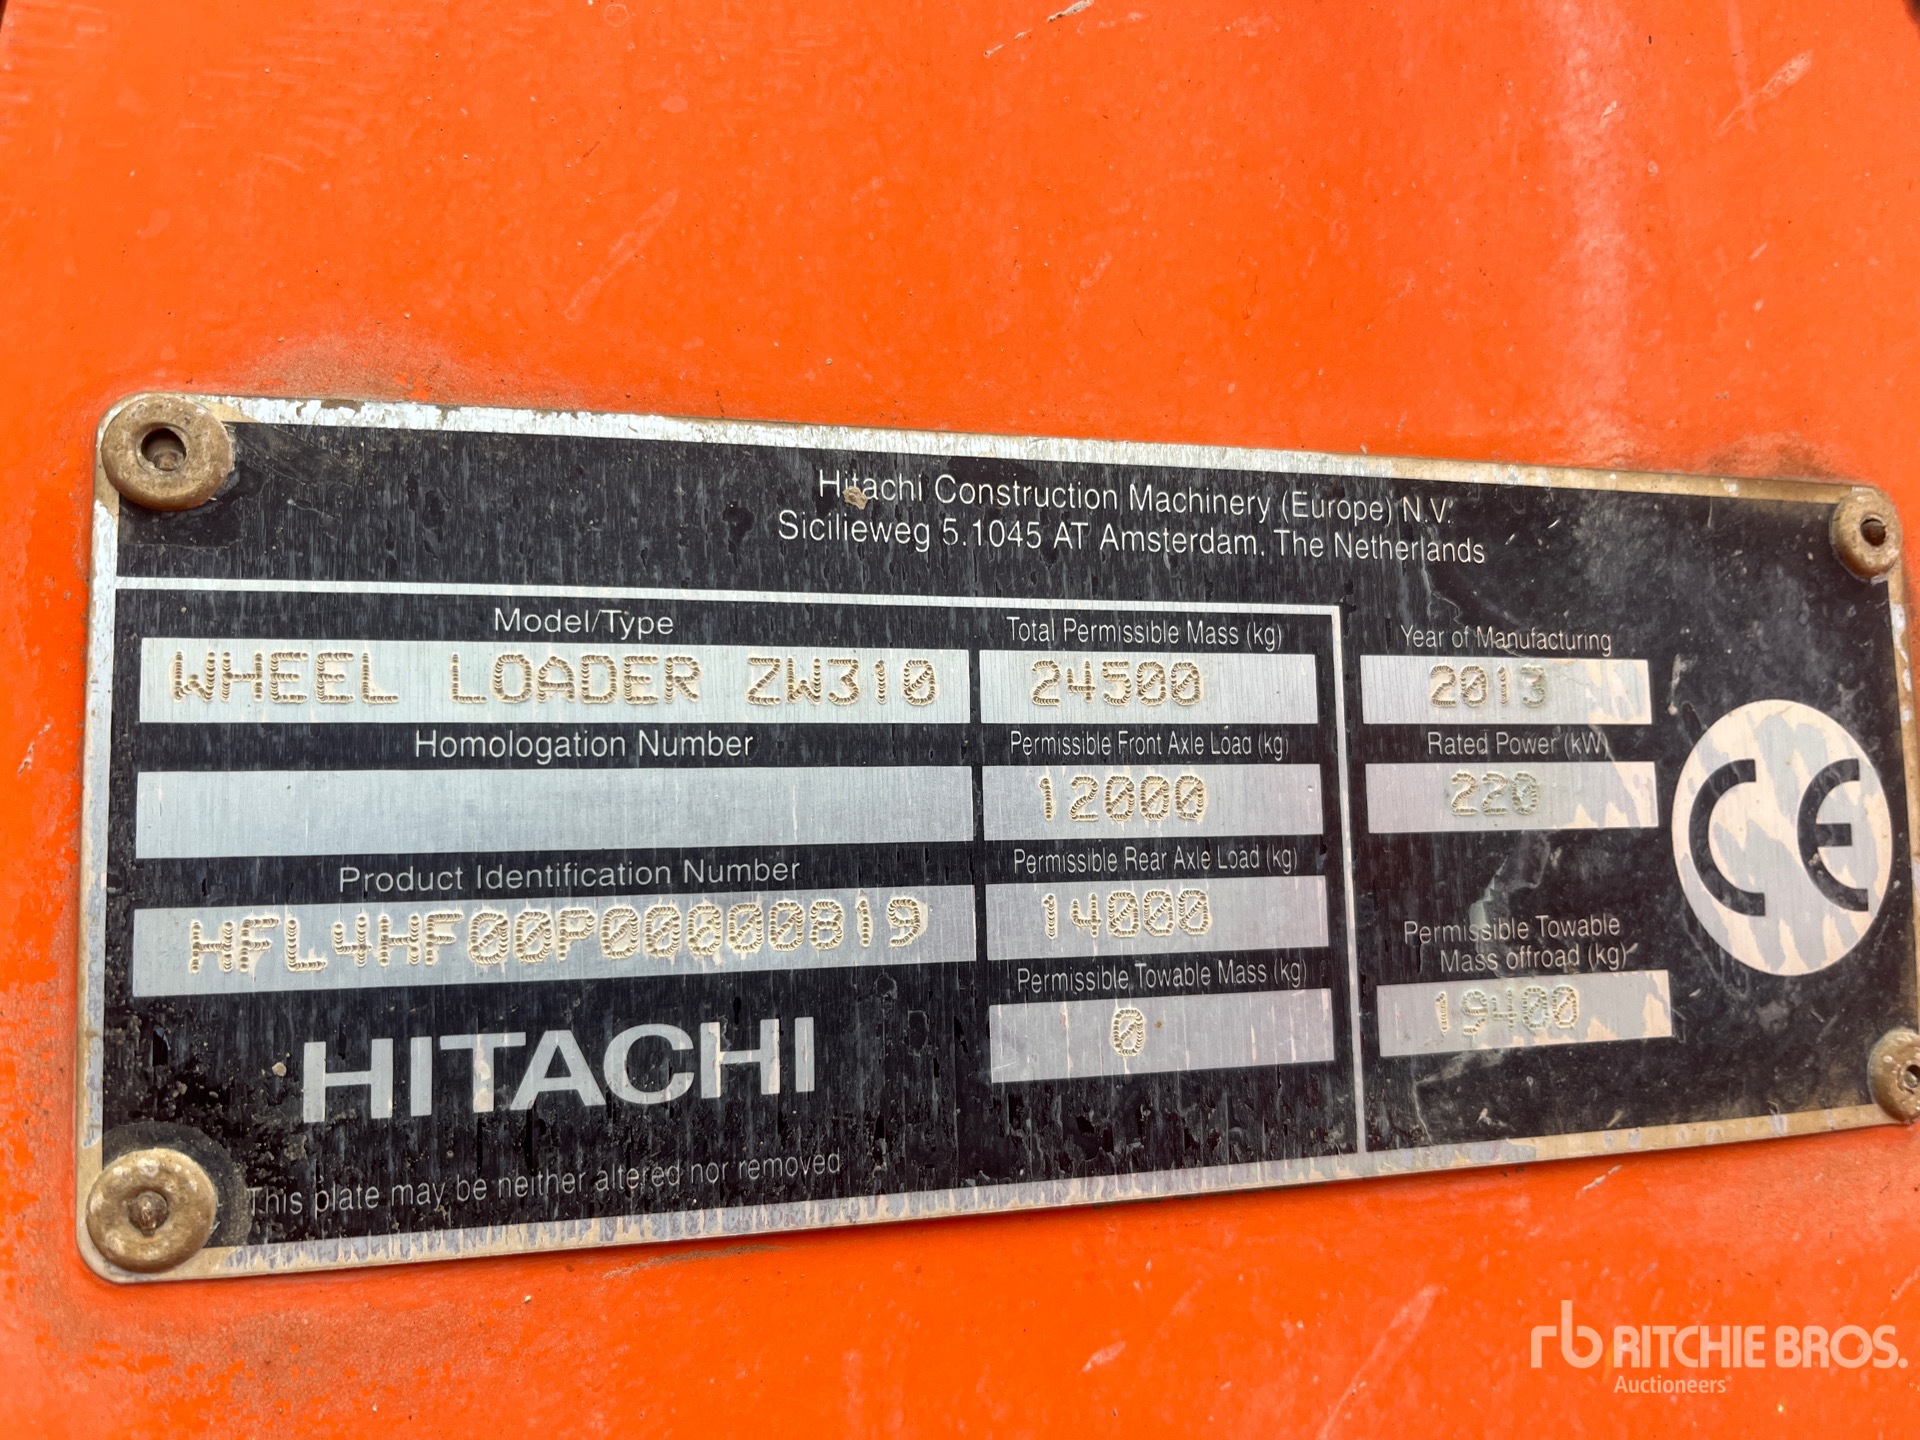 Hitachi Construction Machinery (Europe) N.V.
Sicilieweg 5.1045 AT Amsterdam. The Netherlands
Model/Type
WHEEL LOADER ZW310
Homologation Number
Product Identification Number
HFL4HF00P00000819
HITACHI
This plate may be neither altered nor removed
Total Permissible Mass (kg)
24500
Permissible Front Axle Load (kg)
12000
Permissible Rear Axle Load (kg)
14000
Permissible Towable Mass (kg)
0
Year of Manufacturing
2013
Rated Power (kW)
220
Permissible Towable
Mass offroad (kg)
19400
CE
rb RITCHIE BROS.
Auctioneers